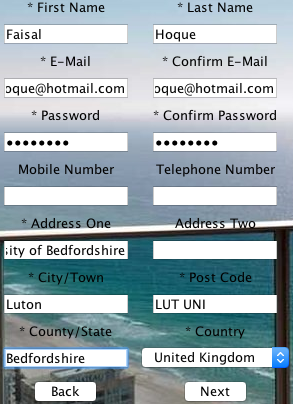 * First Name * Last Name
Faisal Hoque
* E-Mail * Confirm E-Mail
oque@hotmail.com oque@hotmail.com
* Password * Confirm Password
●●●●●●●● ●●●●●●●●
Mobile Number Telephone Number
* Address One Address Two
sity of Bedfordshire
* City/Town * Post Code
Luton LUT UNI
* County/State * Country
Bedfordshire United Kingdom
Back Next